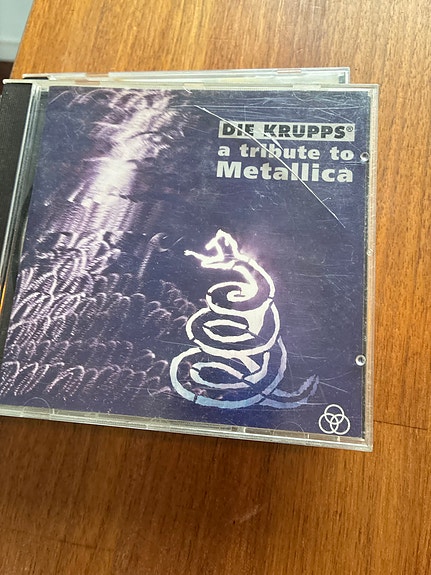 DIE KRUPPS®
a tribute to
Metallica